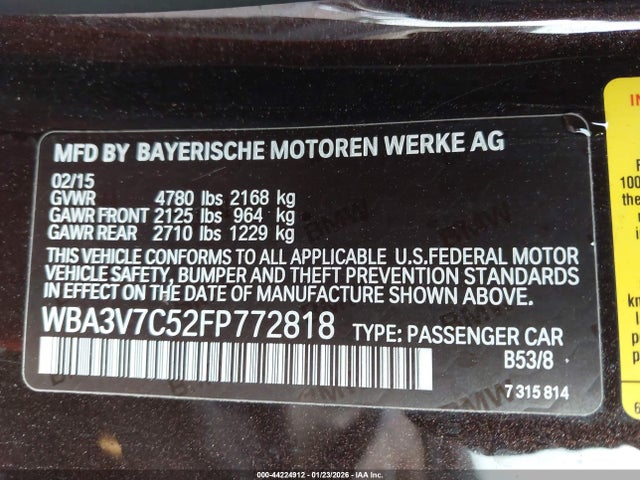 MFD BY BAYERISCHE MOTOREN WERKE AG
02/15
GVWR 4780 lbs 2168 kg
GAWR FRONT 2125 lbs 964 kg
GAWR REAR 2710 lbs 1229 kg
THIS VEHICLE CONFORMS TO ALL APPLICABLE U.S.FEDERAL MOTOR
VEHICLE SAFETY, BUMPER AND THEFT PREVENTION STANDARDS
IN EFFECT ON THE DATE OF MANUFACTURE SHOWN ABOVE.
WBA3V7C52FP772818 TYPE: PASSENGER CAR
B53/8
7 315 814
100
the
000-44224912 - 01/23/2026 - IAA Inc.